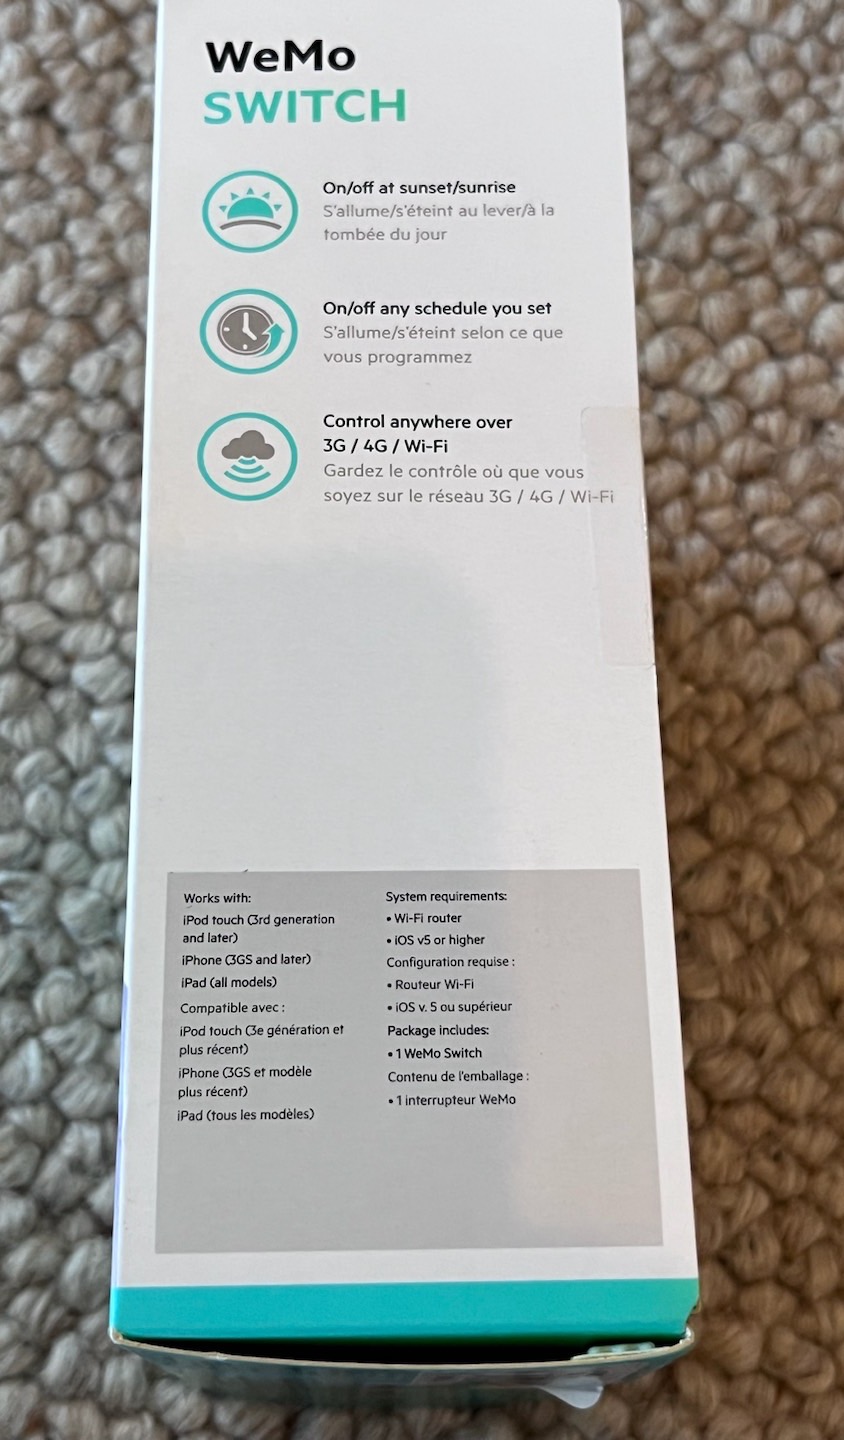 WeMo
SWITCH
On/off at sunset/sunrise
S'allume/s'éteint au lever/à la
tombée du jour
On/off any schedule you set
S'allume/s'éteint selon ce que
vous programmez
Control anywhere over
3G / 4G / Wi-Fi
Gardez le contrôle où que vous
soyez sur le réseau 3G / 4G / Wi-Fi
Works with:
iPod touch (3rd generation
and later)
iPhone (3GS and later)
iPad (all models)
Compatible avec :
iPod touch (3e génération et
plus récent)
iPhone (3GS et modèle
plus récent)
iPad (tous les modèles)
System requirements:
• Wi-Fi router
• iOS v5 or higher
Configuration requise :
• Routeur Wi-Fi
• iOS v. 5 ou supérieur
Package includes:
• 1 WeMo Switch
Contenu de l'emballage :
• 1 interrupteur WeMo